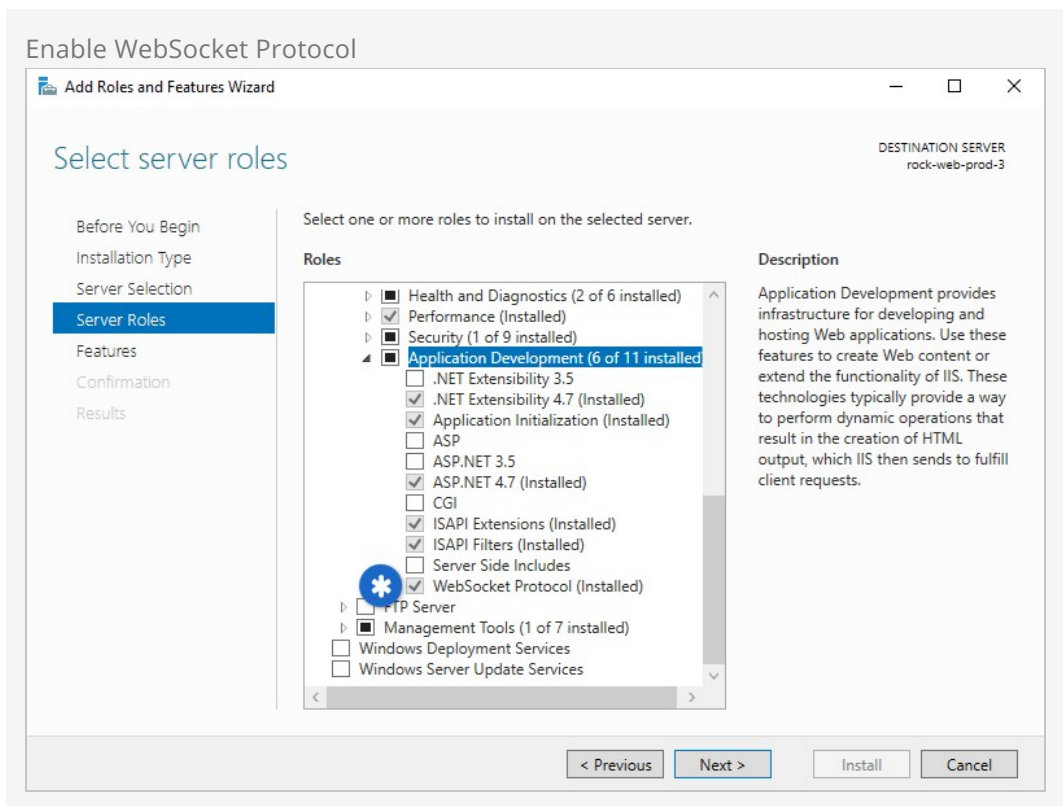 Enable WebSocket Protocol
Add Roles and Features Wizard
Select server roles
DESTINATION SERVER
rock-web-prod-3
Before You Begin
Installation Type
Server Selection
Server Roles
Features
Confirmation
Results
Select one or more roles to install on the selected server.
Roles
Health and Diagnostics (2 of 6 installed)
Performance (Installed)
Security (1 of 9 installed)
Application Development (6 of 11 installed)
.NET Extensibility 3.5
.NET Extensibility 4.7 (Installed)
Application Initialization (Installed)
ASP
ASP.NET 3.5
ASP.NET 4.7 (Installed)
CGI
ISAPI Extensions (Installed)
ISAPI Filters (Installed)
Server Side Includes
WebSocket Protocol (Installed)
FTP Server
Management Tools (1 of 7 installed)
Windows Deployment Services
Windows Server Update Services
Description
Application Development provides
infrastructure for developing and
hosting Web applications. Use these
features to create Web content or
extend the functionality of IIS. These
technologies typically provide a way
to perform dynamic operations that
result in the creation of HTML
output, which IIS then sends to fulfill
client requests.
< Previous
Next >
Install
Cancel